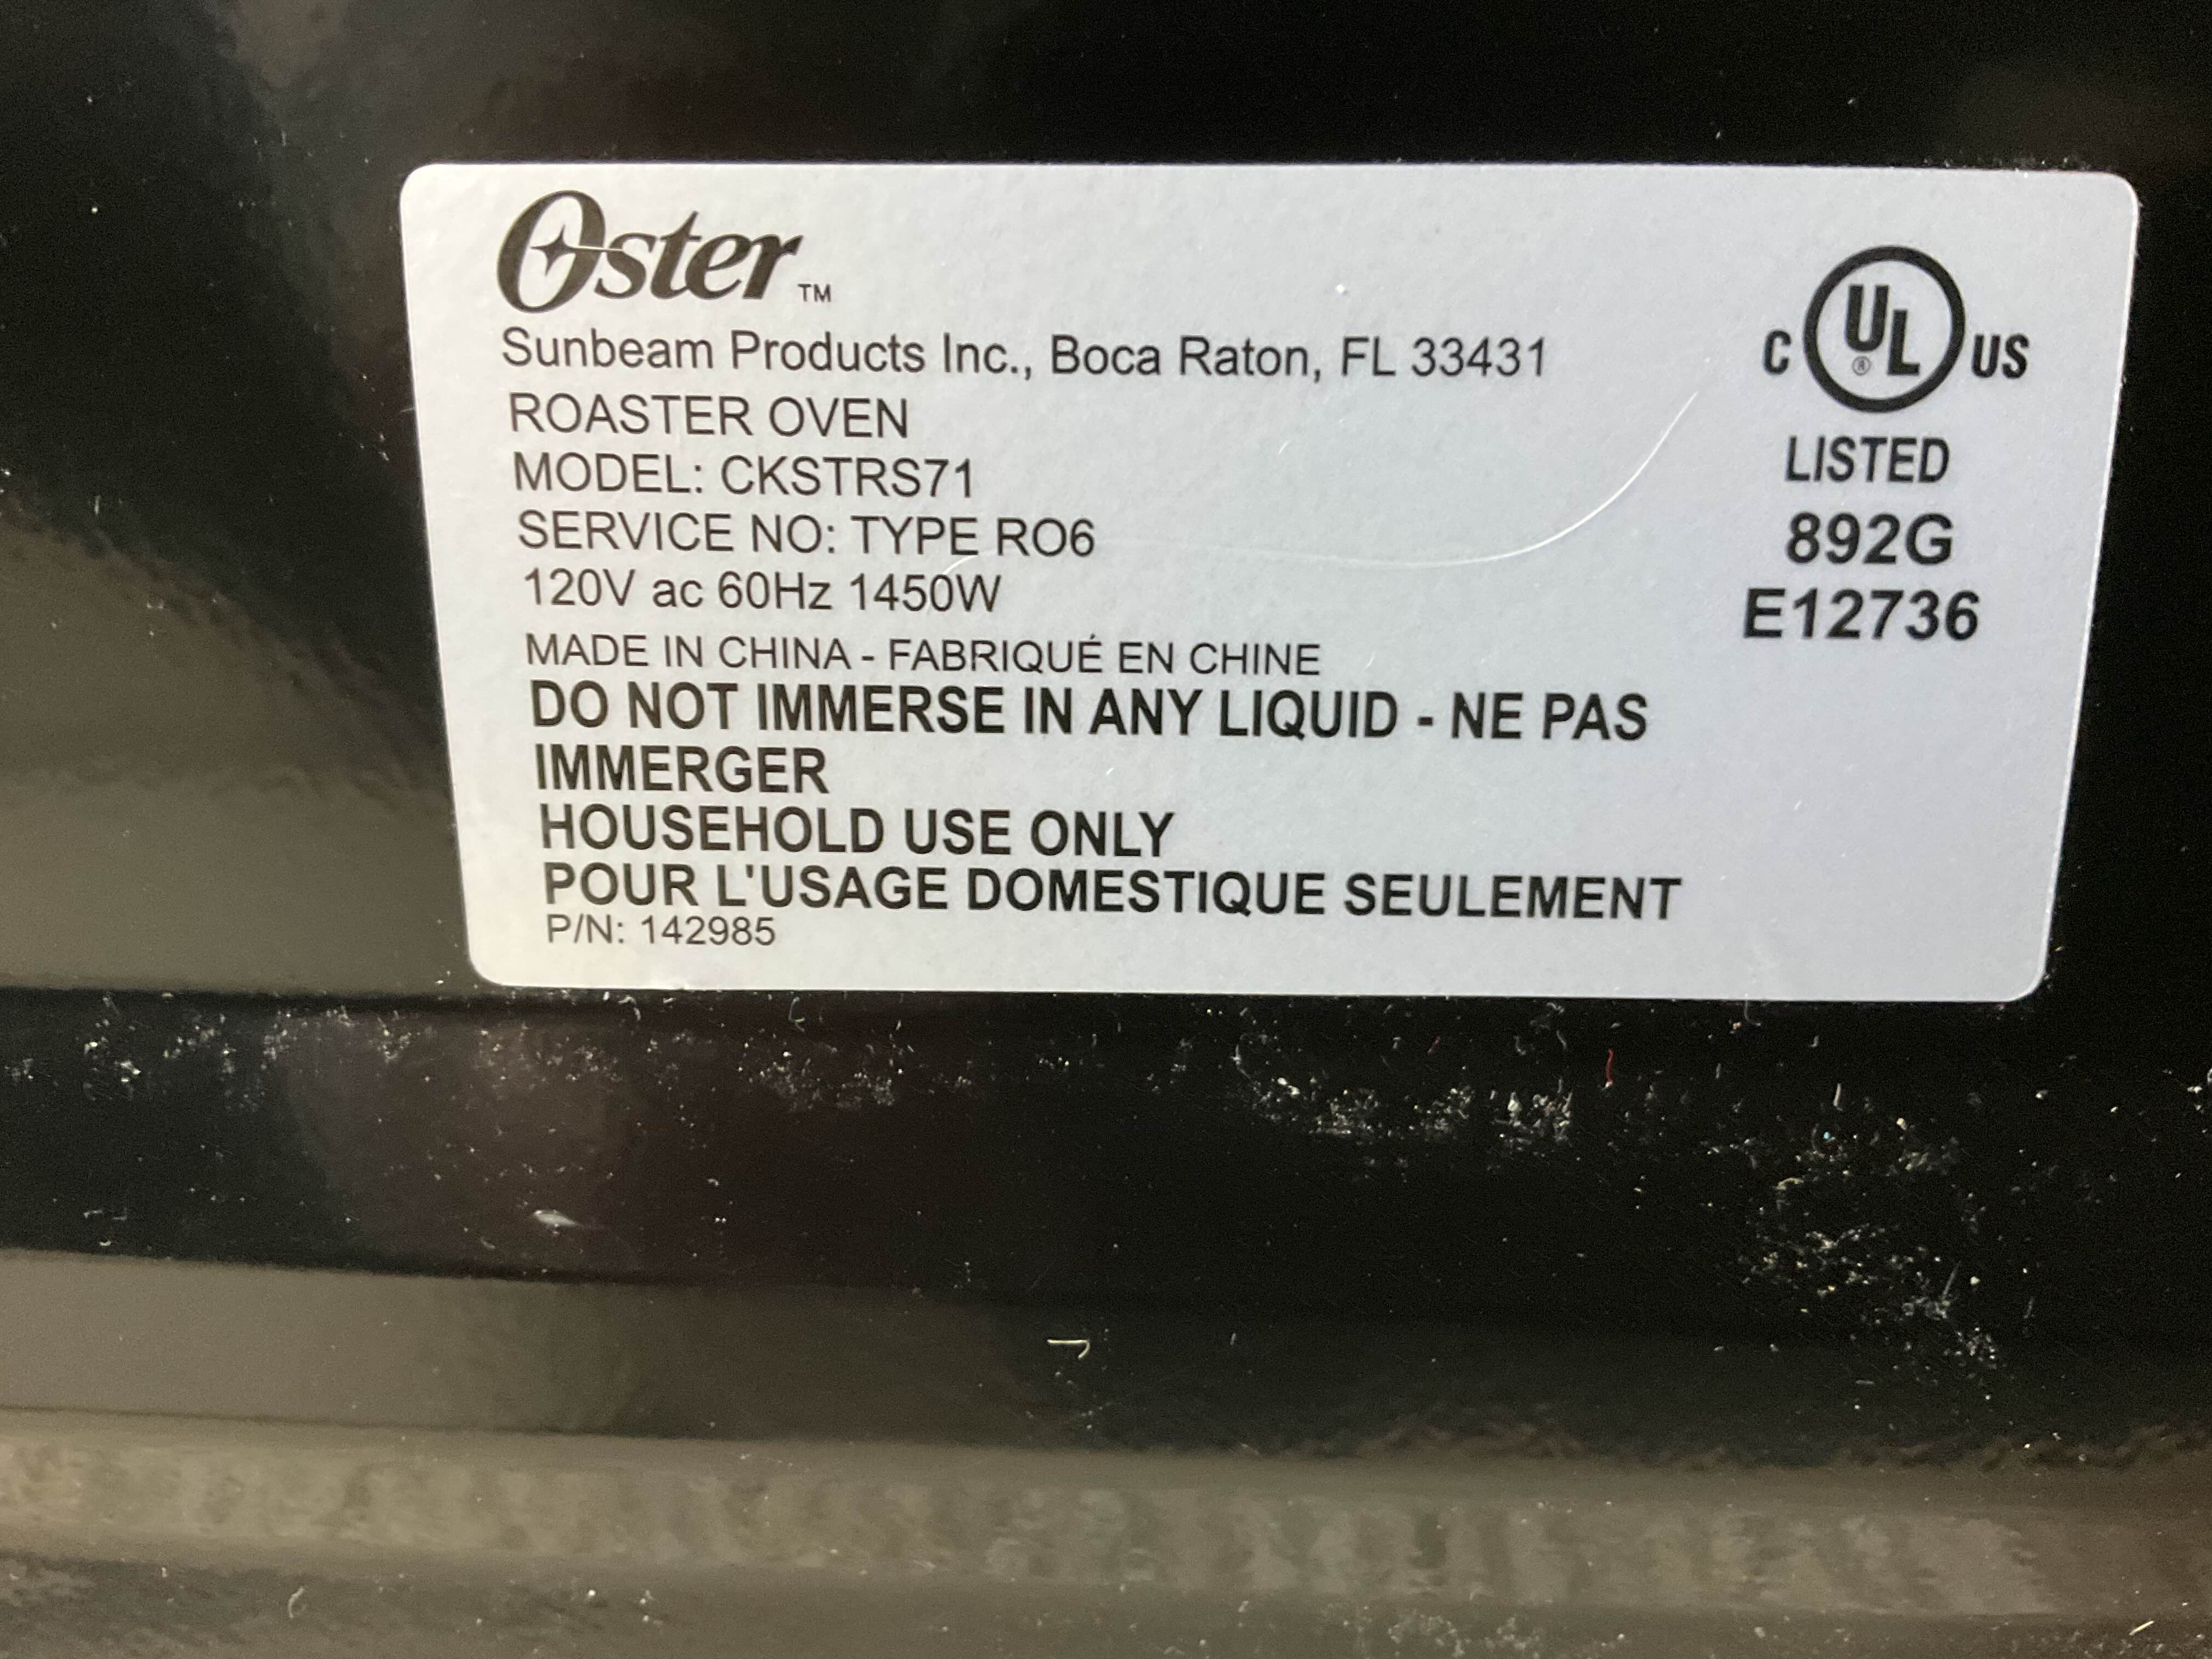 Oster™
Sunbeam Products Inc., Boca Raton, FL 33431
ROASTER OVEN
MODEL: CKSTRS71
SERVICE NO: TYPE RO6
120V ac 60Hz 1450W
MADE IN CHINA - FABRIQUÉ EN CHINE
DO NOT IMMERSE IN ANY LIQUID - NE PAS
IMMERGER
HOUSEHOLD USE ONLY
POUR L'USAGE DOMESTIQUE SEULEMENT
P/N: 142985
C UL® US
LISTED
892G
E12736